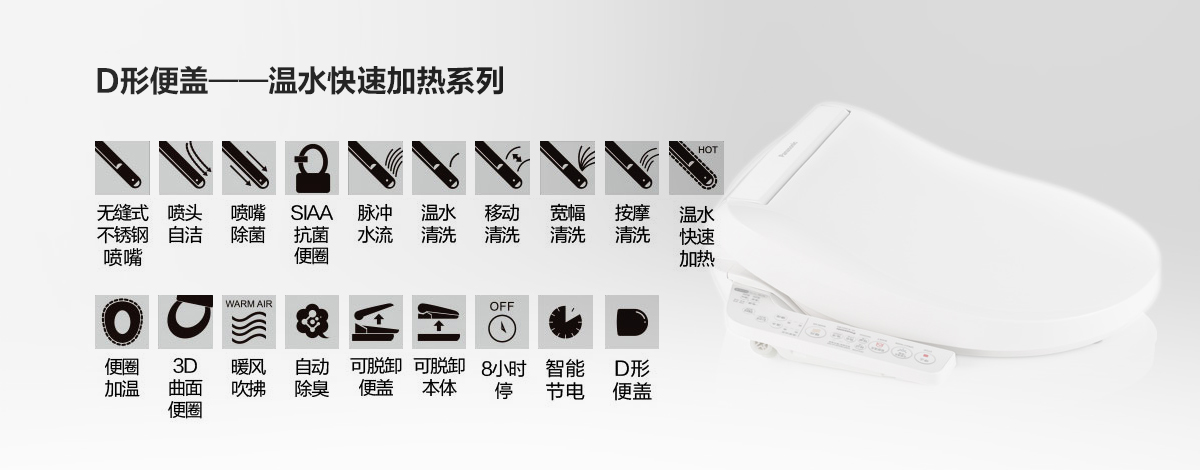 D形便盖——温水快速加热系列
HOT
无缝式
不锈钢
喷嘴
喷头
自洁
喷嘴
除菌
SIAA
抗菌
便圈
脉冲
水流
温水
清洗
移动
清洗
宽幅
清洗
按摩
清洗
温水
快速
加热
WARM AIR
OFF
便圈
加温
3D
曲面
便圈
暖风
吹拂
自动
除臭
可脱卸
便盖
可脱卸
本体
8小时
停
智能
节电
D形
便盖
Panasonic